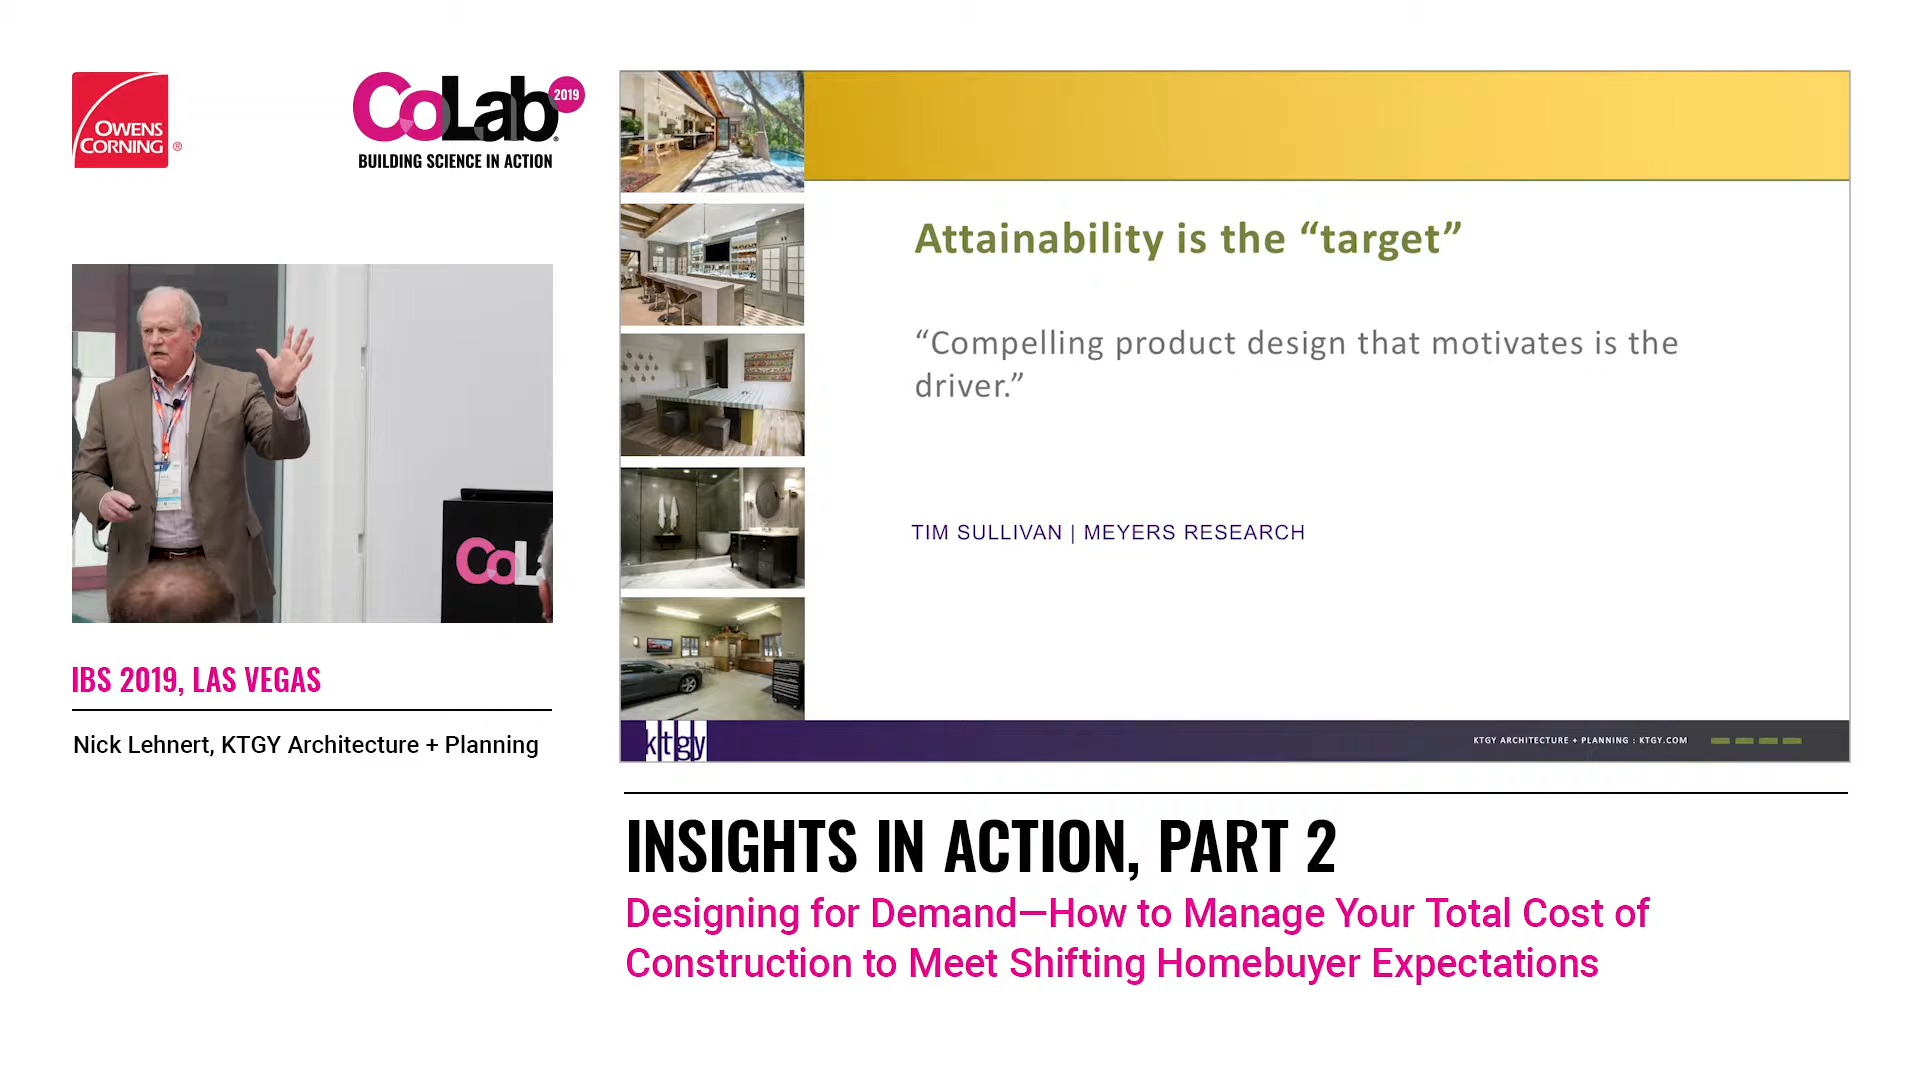 OWENS
CORNING®
CoLab®
2019
BUILDING SCIENCE IN ACTION
CoL
IBS 2019, LAS VEGAS
Nick Lehnert, KTGY Architecture + Planning
Attainability is the “target”
“Compelling product design that motivates is the
driver.”
TIM SULLIVAN | MEYERS RESEARCH
ktgy
KTGY ARCHITECTURE + PLANNING : KTGY.COM
INSIGHTS IN ACTION, PART 2
Designing for Demand—How to Manage Your Total Cost of
Construction to Meet Shifting Homebuyer Expectations